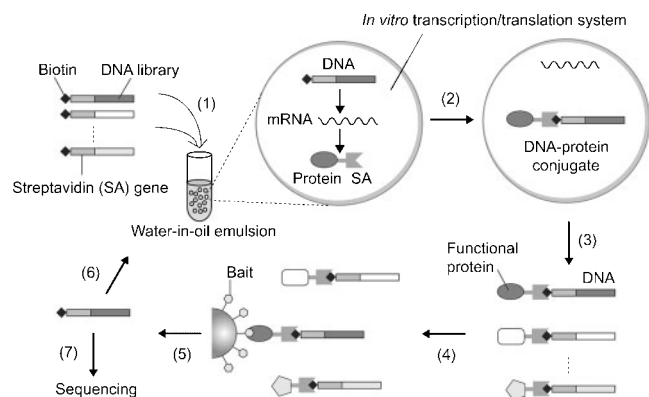 In vitro transcription/translation system
Biotin
DNA library
(1)
DNA
mRNA
Protein SA
(2)
DNA-protein
conjugate
Streptavidin (SA) gene
Water-in-oil emulsion
(3)
Functional
protein
DNA
(6)
Bait
(5)
(4)
(7)
Sequencing